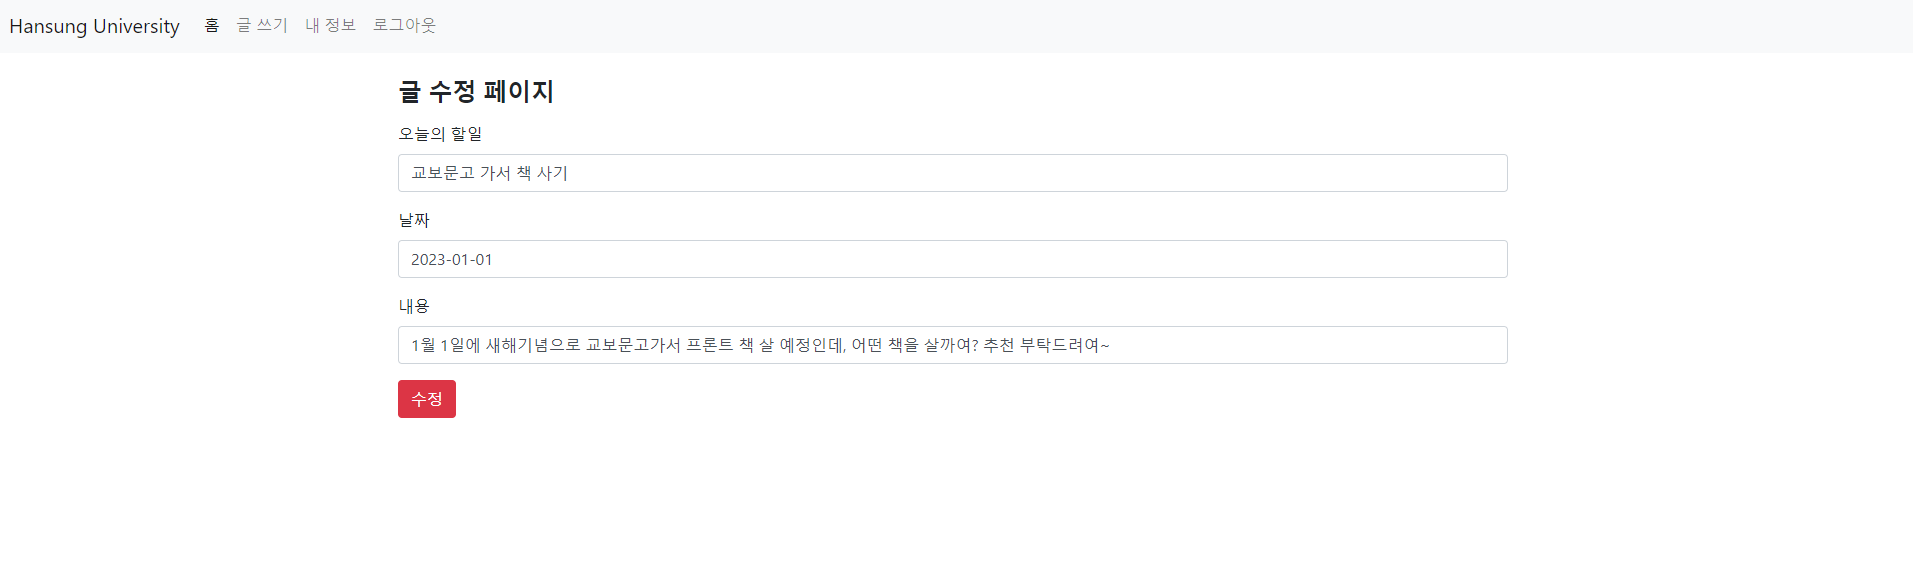 Hansung University 홈 글 쓰기 내 정보 로그아웃
글 수정 페이지
오늘의 할일
교보문고 가서 책 사기
날짜
2023-01-01
내용
1월 1일에 새해기념으로 교보문고가서 프론트 책 살 예정인데, 어떤 책을 살까여? 추천 부탁드려여~
수정